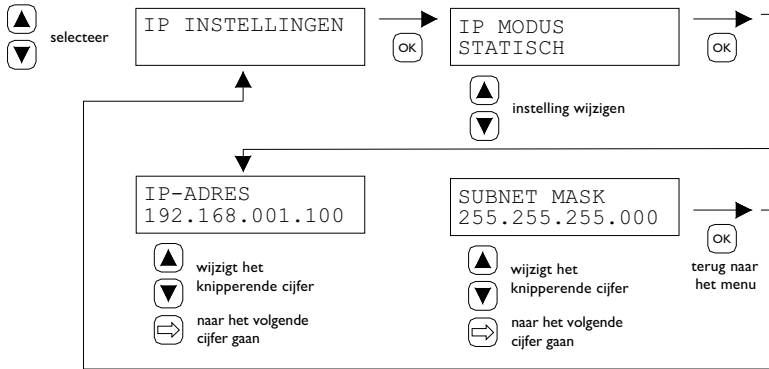 selecteer
IP INSTELLINGEN
OK
IP MODUS
STATISCH
OK
instelling wijzigen
IP-ADRES
192.168.001.100
wijzigt het
knipperende cijfer
naar het volgende
cijfer gaan
SUBNET MASK
255.255.255.000
OK
terug naar
het menu
wijzigt het
knipperende cijfer
naar het volgende
cijfer gaan